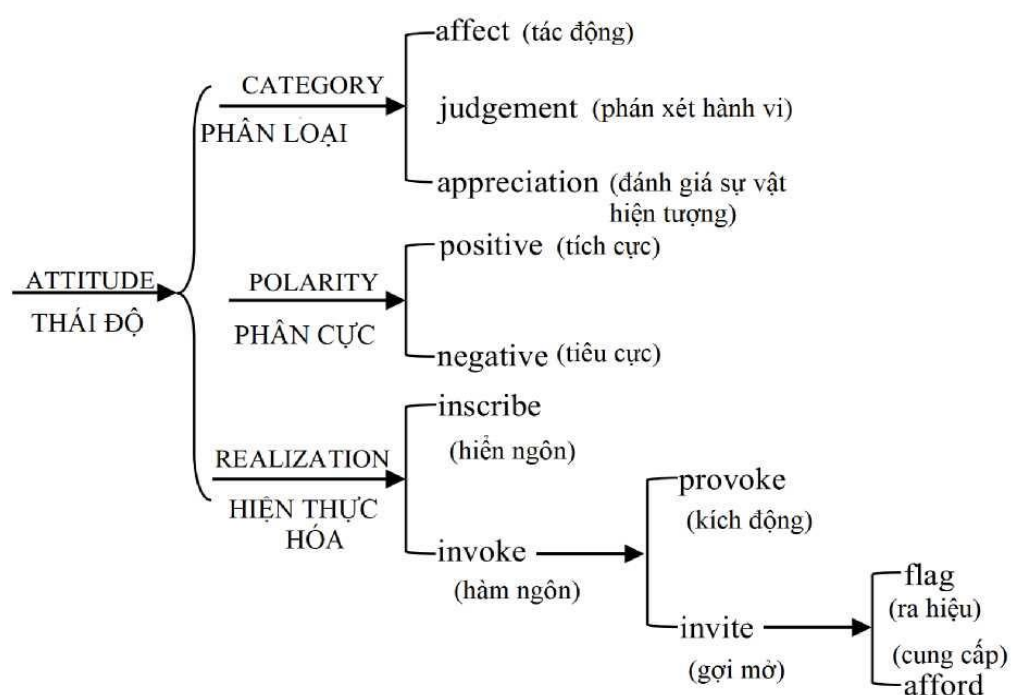 affect (tác động)
CATEGORY
PHÂN LOẠI
judgement (phán xét hành vi)
appreciation (đánh giá sự vật
hiện tượng)
ATTITUDE
THÁI ĐỘ
positive (tích cực)
POLARITY
PHÂN CỰC
negative (tiêu cực)
inscribe
(hiển ngôn)
REALIZATION
HIỆN THỰC
HÓA
invoke
(hàm ngôn)
provoke
(kích động)
invite
(gợi mở)
flag
(ra hiệu)
(cung cấp)
afford